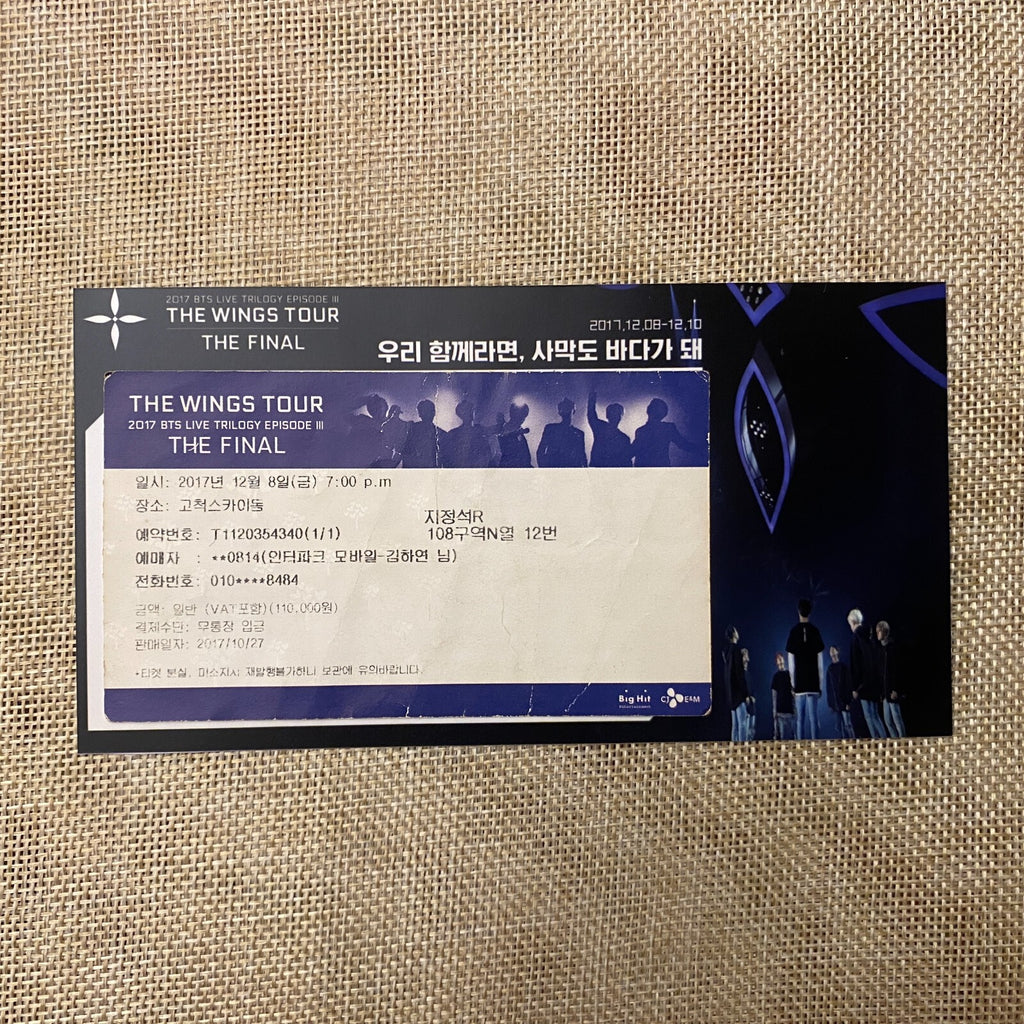 2017 BTS LIVE TRILOGY EPISODE III
THE WINGS TOUR
THE FINAL
2017.12.08-12.10
우리 함께라면, 사막도 바다가 돼
THE WINGS TOUR
2017 BTS LIVE TRILOGY EPISODE III
THE FINAL
일시: 2017년 12월 8일(금) 7:00 p.m
장소: 고척스카이돔
지정석R
예약번호: T1120354340(1/1)
108구역N열 12번
예매자 : **0814(인터파크 모바일-김하연 님)
전화번호: 010****8484
금액: 일반 (VAT포함)(110,000원)
결제수단: 무통장 입금
판매일자: 2017/10/27
*티켓 분실, 미소지시 재발행불가하니 보관에 유의바랍니다.
Big Hit
Entertainment
CJ E&M